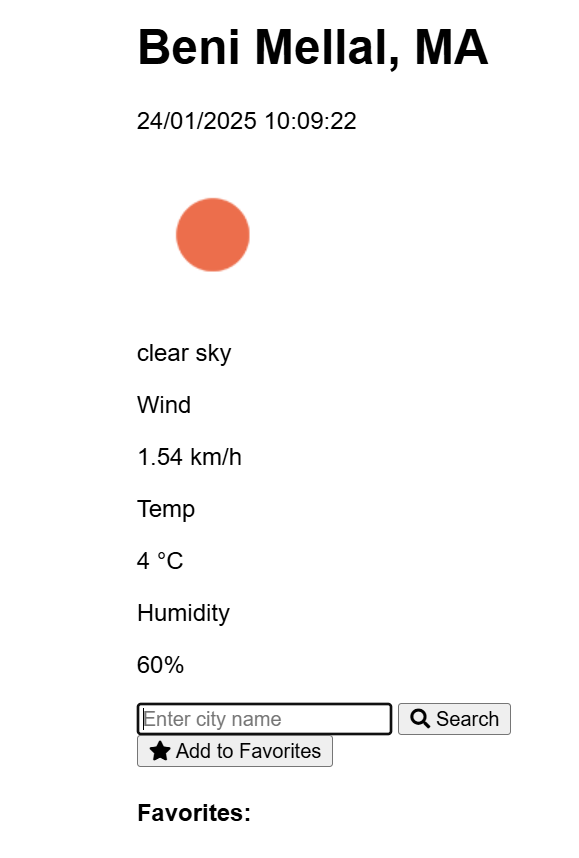 Beni Mellal, MA
24/01/2025 10:09:22
clear sky
Wind
1.54 km/h
Temp
4 °C
Humidity
60%
Enter city name Search
Add to Favorites
Favorites: